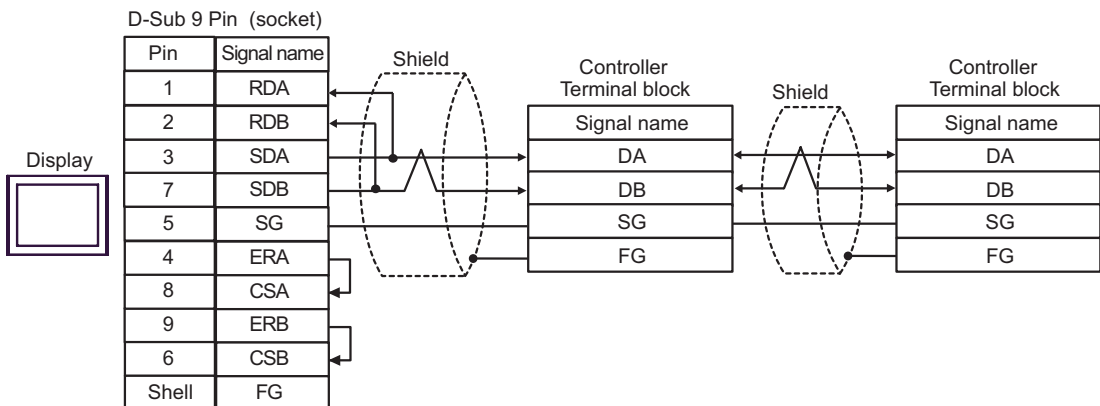 D-Sub 9 Pin (socket)
Pin Signal name
1 RDA
2 RDB
3 SDA
7 SDB
5 SG
4 ERA
8 CSA
9 ERB
6 CSB
Shell FG
Display
Shield
Controller
Terminal block
Signal name
DA
DB
SG
FG
Shield
Controller
Terminal block
Signal name
DA
DB
SG
FG